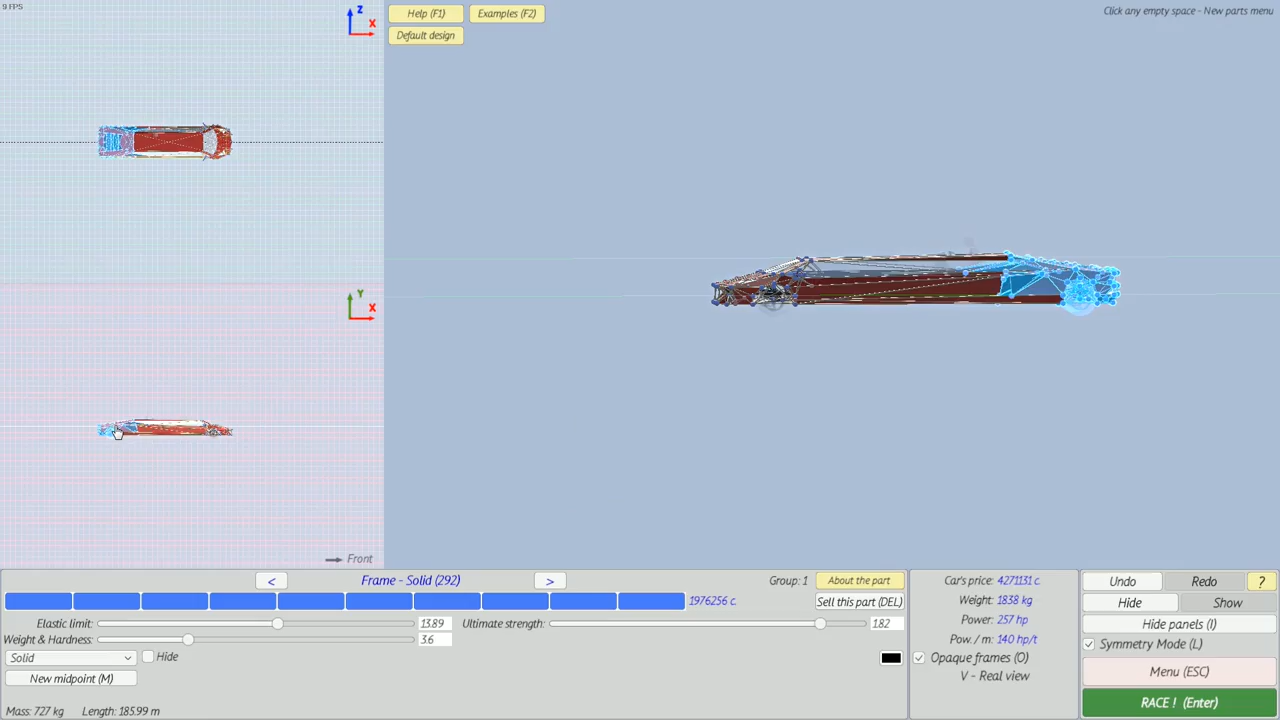 9 FPS
Z
X
Help (F1)
Examples (F2)
Default design
Click any empty space - New parts menu
Y
X
Front
<
Frame - Solid (292)
>
Group: 1
About the part
1976256 c.
Sell this part (DEL)
Elastic limit:
13.89
Ultimate strength:
1.82
Weight & Hardness:
3.6
Solid
Hide
New midpoint (M)
Mass: 727 kg
Length: 185.99 m
Car's price: 4271131 c.
Weight: 1838 kg
Power: 257 hp
Pow. / m: 140 hp/t
Opaque frames (O)
V - Real view
Undo
Redo
?
Hide
Show
Hide panels (I)
Symmetry Mode (L)
Menu (ESC)
RACE ! (Enter)